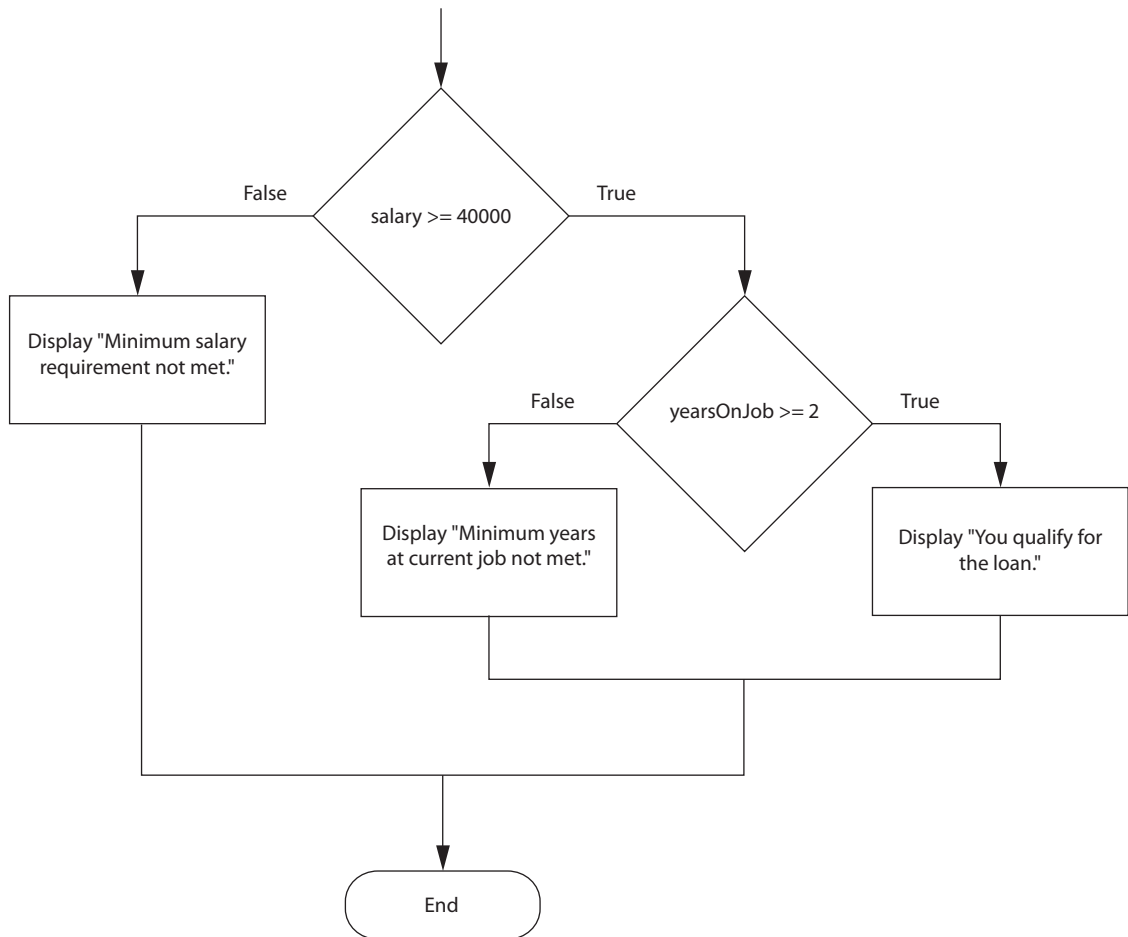 False
True
salary >= 40000
Display "Minimum salary
requirement not met."
False
True
yearsOnJob >= 2
Display "Minimum years
at current job not met."
Display "You qualify for
the loan."
End